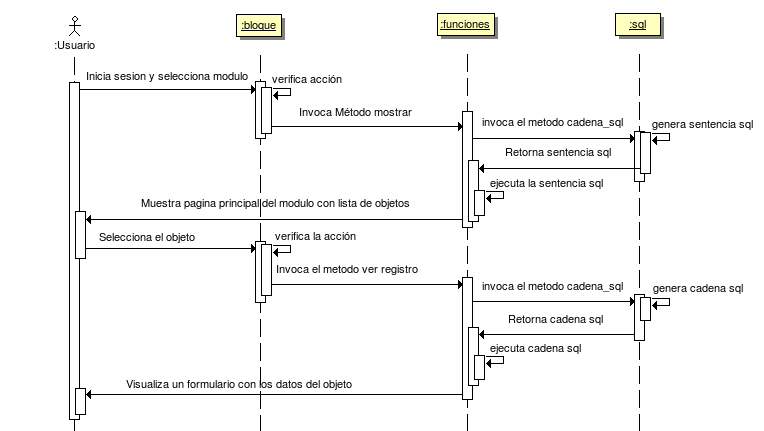 :Usuario
:bloque
:funciones
:sql
Inicia sesion y selecciona modulo
verifica acción
Invoca Método mostrar
invoca el metodo cadena_sql
genera sentencia sql
Retorna sentencia sql
ejecuta la sentencia sql
Muestra pagina principal del modulo con lista de objetos
Selecciona el objeto
verifica la acción
Invoca el metodo ver registro
invoca el metodo cadena_sql
genera cadena sql
Retorna cadena sql
ejecuta cadena sql
Visualiza un formulario con los datos del objeto